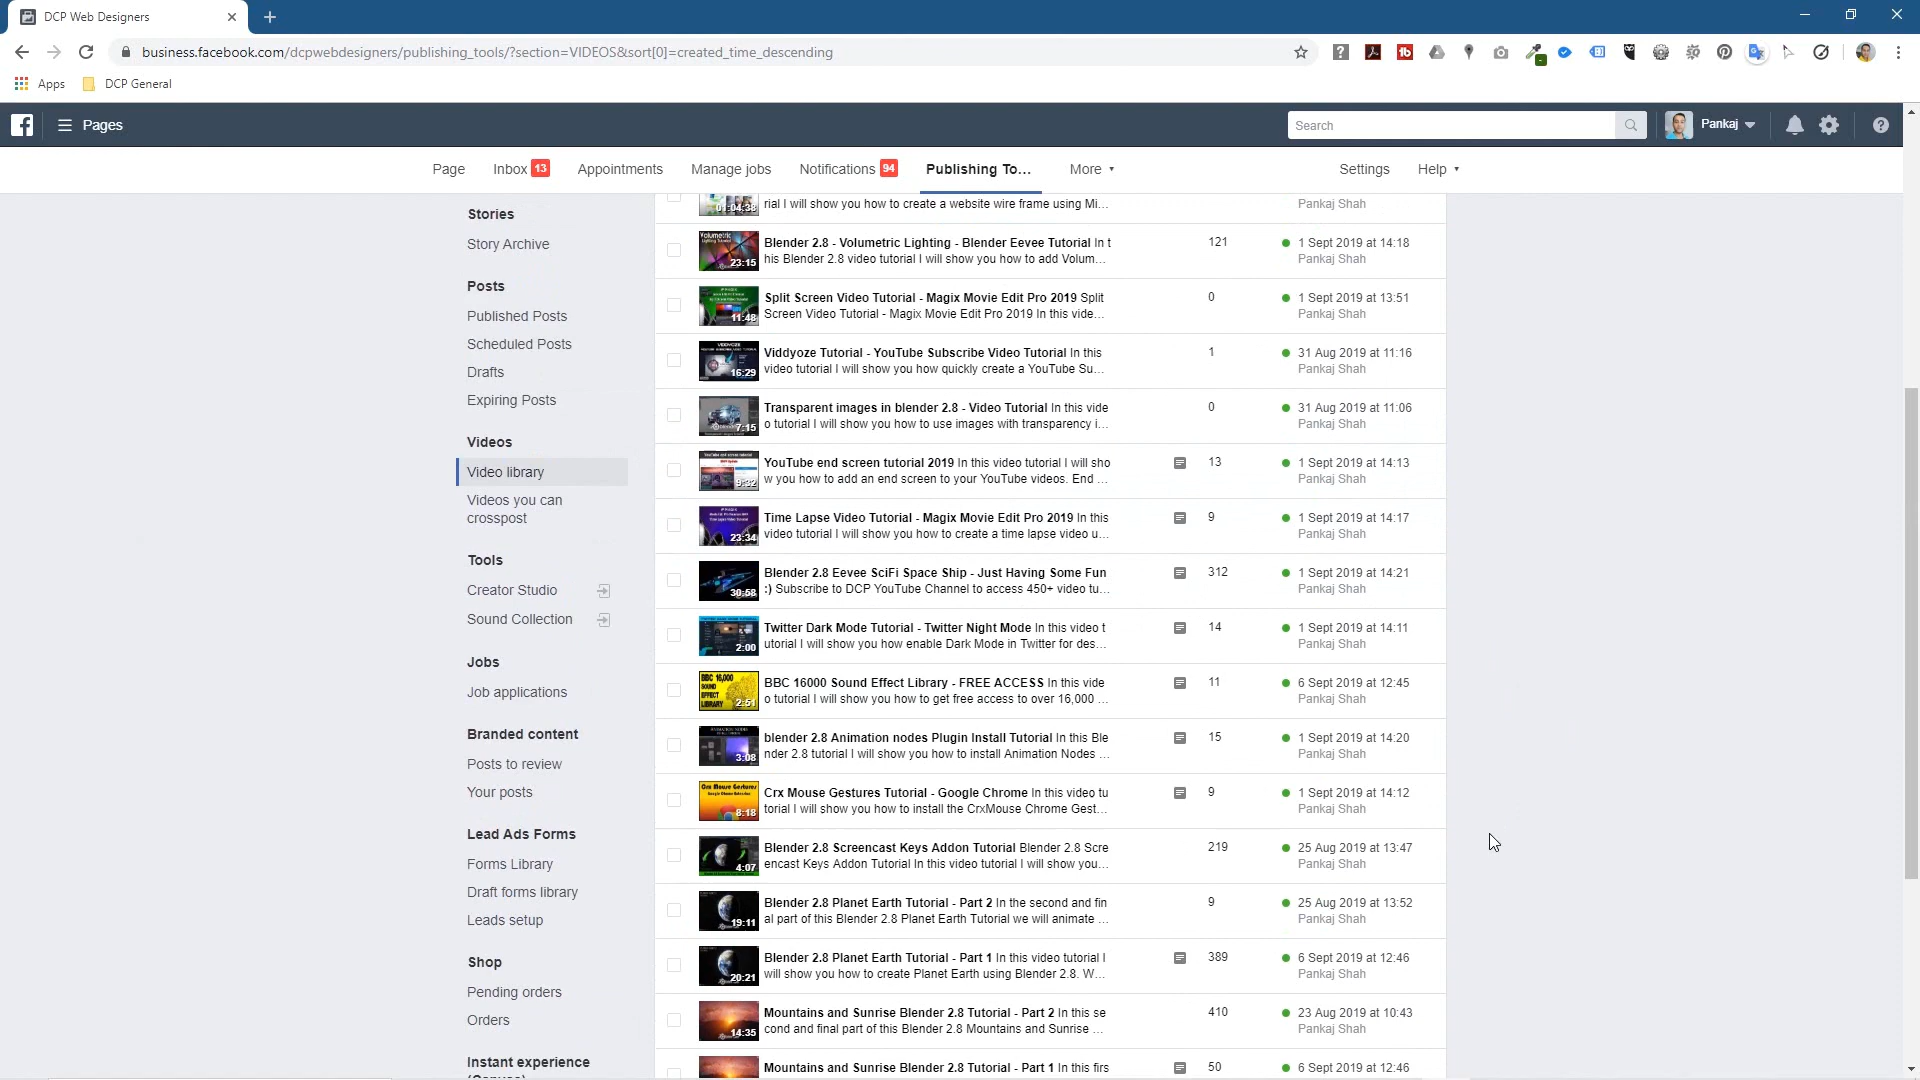 DCP Web Designers
business.facebook.com/dcpwebdesigners/publishing_tools/?section=VIDEOS&sort[0]=created_time_descending
Apps
DCP General
Pages
Search
Pankaj
Page
Inbox 13
Appointments
Manage jobs
Notifications 94
Publishing To...
More
Settings
Help
Stories
Story Archive
Posts
Published Posts
Scheduled Posts
Drafts
Expiring Posts
Videos
Video library
Videos you can
crosspost
Tools
Creator Studio
Sound Collection
Jobs
Job applications
Branded content
Posts to review
Your posts
Lead Ads Forms
Forms Library
Draft forms library
Leads setup
Shop
Pending orders
Orders
Instant experience
01:04:38
rial I will show you how to create a website wire frame using Mi...
Pankaj Shah
Volumetric
23:15
Blender 2.8 - Volumetric Lighting - Blender Eevee Tutorial In t
his Blender 2.8 video tutorial I will show you how to add Volum...
121
1 Sept 2019 at 14:18
Pankaj Shah
11:48
Split Screen Video Tutorial - Magix Movie Edit Pro 2019 Split
Screen Video Tutorial - Magix Movie Edit Pro 2019 In this vide...
0
1 Sept 2019 at 13:51
Pankaj Shah
VIDDYOZE
16:29
Viddyoze Tutorial - YouTube Subscribe Video Tutorial In this
video tutorial I will show you how quickly create a YouTube Su...
1
31 Aug 2019 at 11:16
Pankaj Shah
7:15
Transparent images in blender 2.8 - Video Tutorial In this vide
o tutorial I will show you how to use images with transparency i...
0
31 Aug 2019 at 11:06
Pankaj Shah
9:32
YouTube end screen tutorial 2019 In this video tutorial I will sho
w you how to add an end screen to your YouTube videos. End ...
13
1 Sept 2019 at 14:13
Pankaj Shah
23:34
Time Lapse Video Tutorial - Magix Movie Edit Pro 2019 In this
video tutorial I will show you how to create a time lapse video u...
9
1 Sept 2019 at 14:17
Pankaj Shah
30:58
Blender 2.8 Eevee SciFi Space Ship - Just Having Some Fun
:) Subscribe to DCP YouTube Channel to access 450+ video tu...
312
1 Sept 2019 at 14:21
Pankaj Shah
2:00
Twitter Dark Mode Tutorial - Twitter Night Mode In this video t
utorial I will show you how enable Dark Mode in Twitter for des...
14
1 Sept 2019 at 14:11
Pankaj Shah
BBC 16,000
SOUND
EFFECT
LIBRARY
2:51
BBC 16000 Sound Effect Library - FREE ACCESS In this vide
o tutorial I will show you how to get free access to over 16,000 ...
11
6 Sept 2019 at 12:45
Pankaj Shah
3:08
blender 2.8 Animation nodes Plugin Install Tutorial In this Ble
nder 2.8 tutorial I will show you how to install Animation Nodes ...
15
1 Sept 2019 at 14:20
Pankaj Shah
Crx Mouse Gestures
8:18
Crx Mouse Gestures Tutorial - Google Chrome In this video tu
torial I will show you how to install the CrxMouse Chrome Gest...
9
1 Sept 2019 at 14:12
Pankaj Shah
4:07
Blender 2.8 Screencast Keys Addon Tutorial Blender 2.8 Scre
encast Keys Addon Tutorial In this video tutorial I will show you...
219
25 Aug 2019 at 13:47
Pankaj Shah
19:11
Blender 2.8 Planet Earth Tutorial - Part 2 In the second and fin
al part of this Blender 2.8 Planet Earth Tutorial we will animate ...
9
25 Aug 2019 at 13:52
Pankaj Shah
20:21
Blender 2.8 Planet Earth Tutorial - Part 1 In this video tutorial I
will show you how to create Planet Earth using Blender 2.8. W...
389
6 Sept 2019 at 12:46
Pankaj Shah
14:35
Mountains and Sunrise Blender 2.8 Tutorial - Part 2 In this se
cond and final part of this Blender 2.8 Mountains and Sunrise ...
410
23 Aug 2019 at 10:43
Pankaj Shah
Mountains and Sunrise Blender 2.8 Tutorial - Part 1 In this firs
50
6 Sept 2019 at 12:46